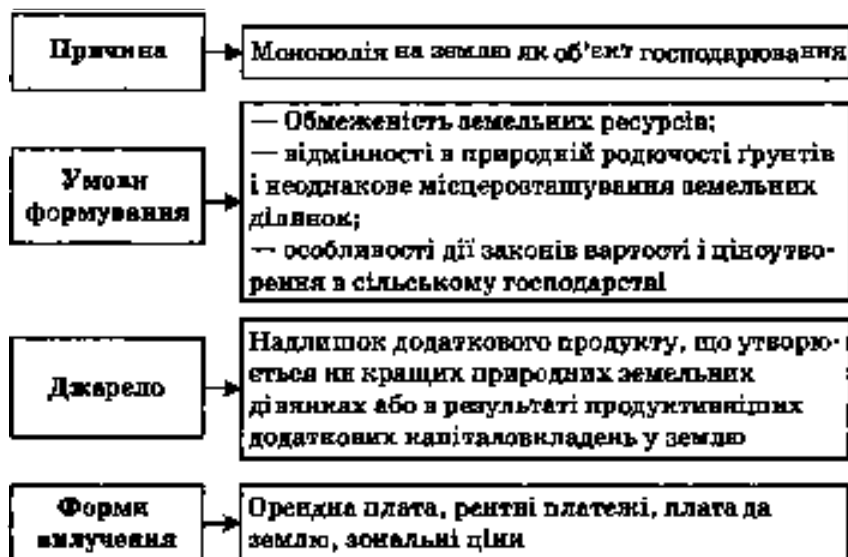 Причина
Монополія на землю як об'єкт господарювання
Умови
формування
— Обмеженість земельних ресурсів;
— відмінності в природній родючості ґрунтів
і неоднакове місцерозташування земельних
ділянок;
— особливості дії законів вартості і ціноутво-
рення в сільському господарстві
Джерело
Надлишок додаткового продукту, що утворю-
ється на кращих природних земельних
ділянках або в результаті продуктивніших
додаткових капіталовкладень у землю
Форми
вилучення
Орендна плата, рентні платежі, плата за
землю, зональні ціни